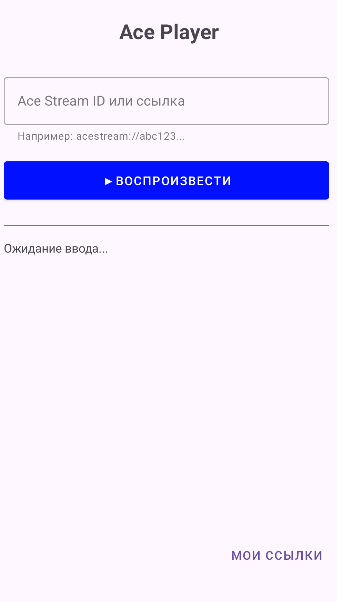 Ace Player
Ace Stream ID или ссылка
Например: acestream://abc123...
▶ ВОСПРОИЗВЕСТИ
Ожидание ввода...
МОИ ССЫЛКИ